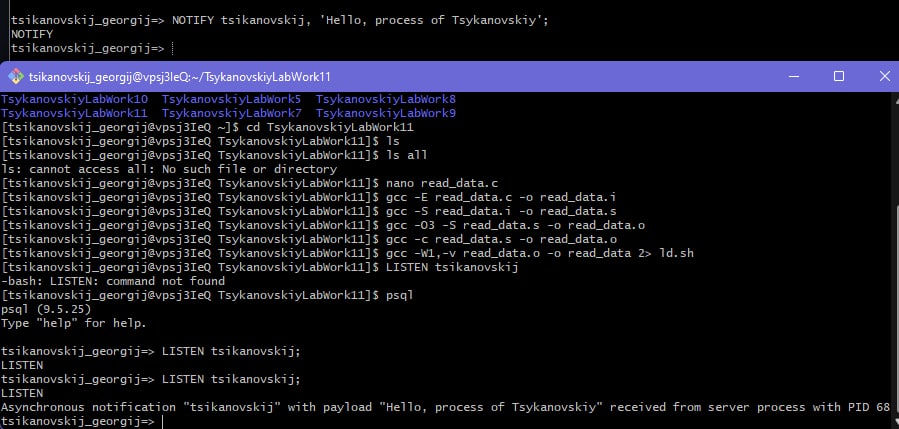 tsikanovskij_georgij=> NOTIFY tsikanovskij, 'Hello, process of Tsykanovskiy';
NOTIFY
tsikanovskij_georgij=>
tsikanovskij_georgij@vpsj3IeQ:~/TsykanovskiyLabWork11
TsykanovskiyLabWork10  TsykanovskiyLabWork5  TsykanovskiyLabWork8
TsykanovskiyLabWork11  TsykanovskiyLabWork7  TsykanovskiyLabWork9
[tsikanovskij_georgij@vpsj3IeQ ~]$ cd TsykanovskiyLabWork11
[tsikanovskij_georgij@vpsj3IeQ TsykanovskiyLabWork11]$ ls
[tsikanovskij_georgij@vpsj3IeQ TsykanovskiyLabWork11]$ ls all
ls: cannot access all: No such file or directory
[tsikanovskij_georgij@vpsj3IeQ TsykanovskiyLabWork11]$ nano read_data.c
[tsikanovskij_georgij@vpsj3IeQ TsykanovskiyLabWork11]$ gcc -E read_data.c -o read_data.i
[tsikanovskij_georgij@vpsj3IeQ TsykanovskiyLabWork11]$ gcc -S read_data.i -o read_data.s
[tsikanovskij_georgij@vpsj3IeQ TsykanovskiyLabWork11]$ gcc -O3 -S read_data.s -o read_data.o
[tsikanovskij_georgij@vpsj3IeQ TsykanovskiyLabWork11]$ gcc -c read_data.s -o read_data.o
[tsikanovskij_georgij@vpsj3IeQ TsykanovskiyLabWork11]$ gcc -W1,-v read_data.o -o read_data 2> ld.sh
[tsikanovskij_georgij@vpsj3IeQ TsykanovskiyLabWork11]$ LISTEN tsikanovskij
-bash: LISTEN: command not found
[tsikanovskij_georgij@vpsj3IeQ TsykanovskiyLabWork11]$ psql
psql (9.5.25)
Type "help" for help.
tsikanovskij_georgij=> LISTEN tsikanovskij;
LISTEN
tsikanovskij_georgij=> LISTEN tsikanovskij;
LISTEN
Asynchronous notification "tsikanovskij" with payload "Hello, process of Tsykanovskiy" received from server process with PID 68
tsikanovskij_georgij=>